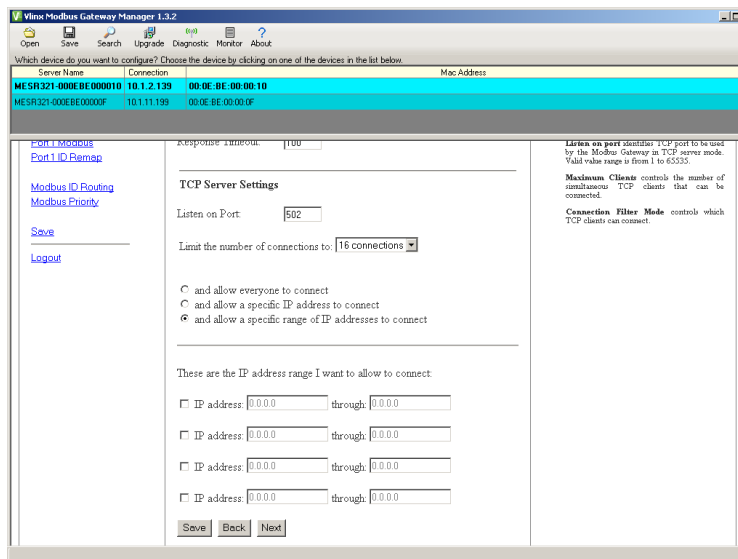 Vlinx Modbus Gateway Manager 1.3.2
Open Save Search Upgrade Diagnostic Monitor About
Which device do you want to configure? Choose the device by clicking on one of the devices in the list below.
Server Name Connection Mac Address
MESR321-000EBE000010 10.1.2.139 00:0E:BE:00:00:10
MESR321-000EBE00000F 10.1.11.199 00:0E:BE:00:00:0F
Port 1 Modbus
Port 1 ID Remap
Modbus ID Routing
Modbus Priority
Save
Logout
Response Timeout: 100
TCP Server Settings
Listen on Port: 502
Limit the number of connections to: 16 connections
and allow everyone to connect
and allow a specific IP address to connect
and allow a specific range of IP addresses to connect
These are the IP address range I want to allow to connect:
IP address: 0.0.0.0 through: 0.0.0.0
IP address: 0.0.0.0 through: 0.0.0.0
IP address: 0.0.0.0 through: 0.0.0.0
IP address: 0.0.0.0 through: 0.0.0.0
Save Back Next
Listen on port identifies TCP port to be used
by the Modbus Gateway in TCP server mode.
Valid value range is from 1 to 65535.
Maximum Clients controls the number of
simultaneous TCP clients that can be
connected.
Connection Filter Mode controls which
TCP clients can connect.